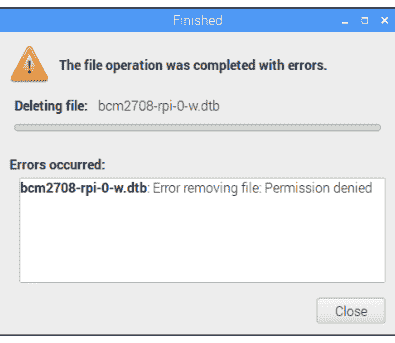 Finished
The file operation was completed with errors.
Deleting file: bcm2708-rpi-0-w.dtb
Errors occurred:
bcm2708-rpi-0-w.dtb: Error removing file: Permission denied
Close